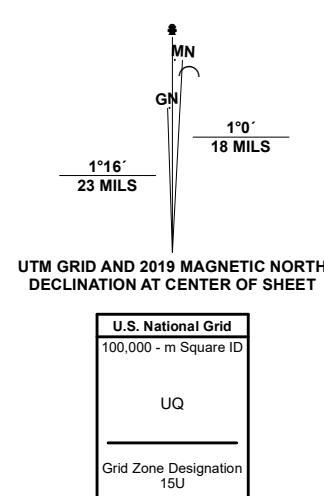 MN
GN
1°0´
18 MILS
1°16´
23 MILS
UTM GRID AND 2019 MAGNETIC NORTH
DECLINATION AT CENTER OF SHEET
U.S. National Grid
100,000 - m Square ID
UQ
Grid Zone Designation
15U